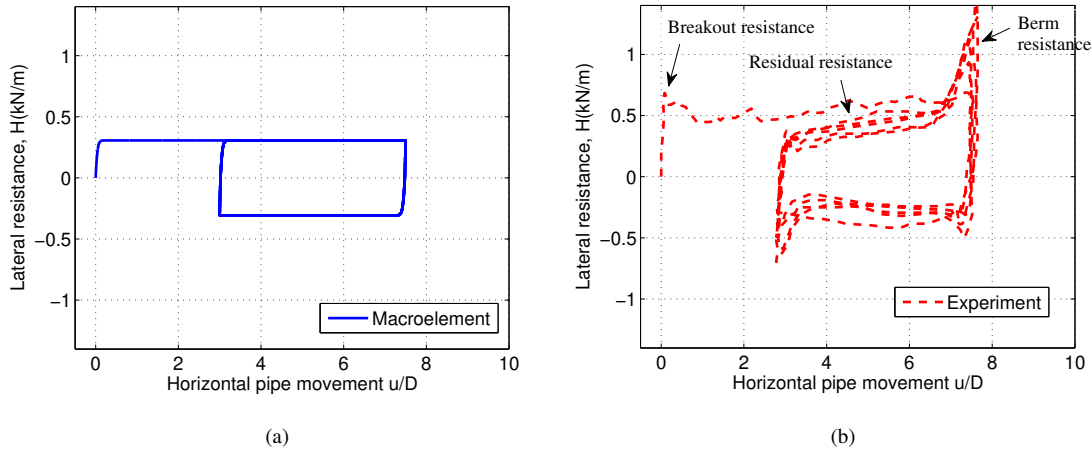 1
0.5
0
−0.5
−1
Lateral resistance, H(kN/m)
Macroelement
0 2 4 6 8 10
Horizontal pipe movement u/D
(a)
Breakout resistance
Berm
resistance
Residual resistance
1
0.5
0
−0.5
−1
Lateral resistance, H(kN/m)
Experiment
0 2 4 6 8 10
Horizontal pipe movement u/D
(b)